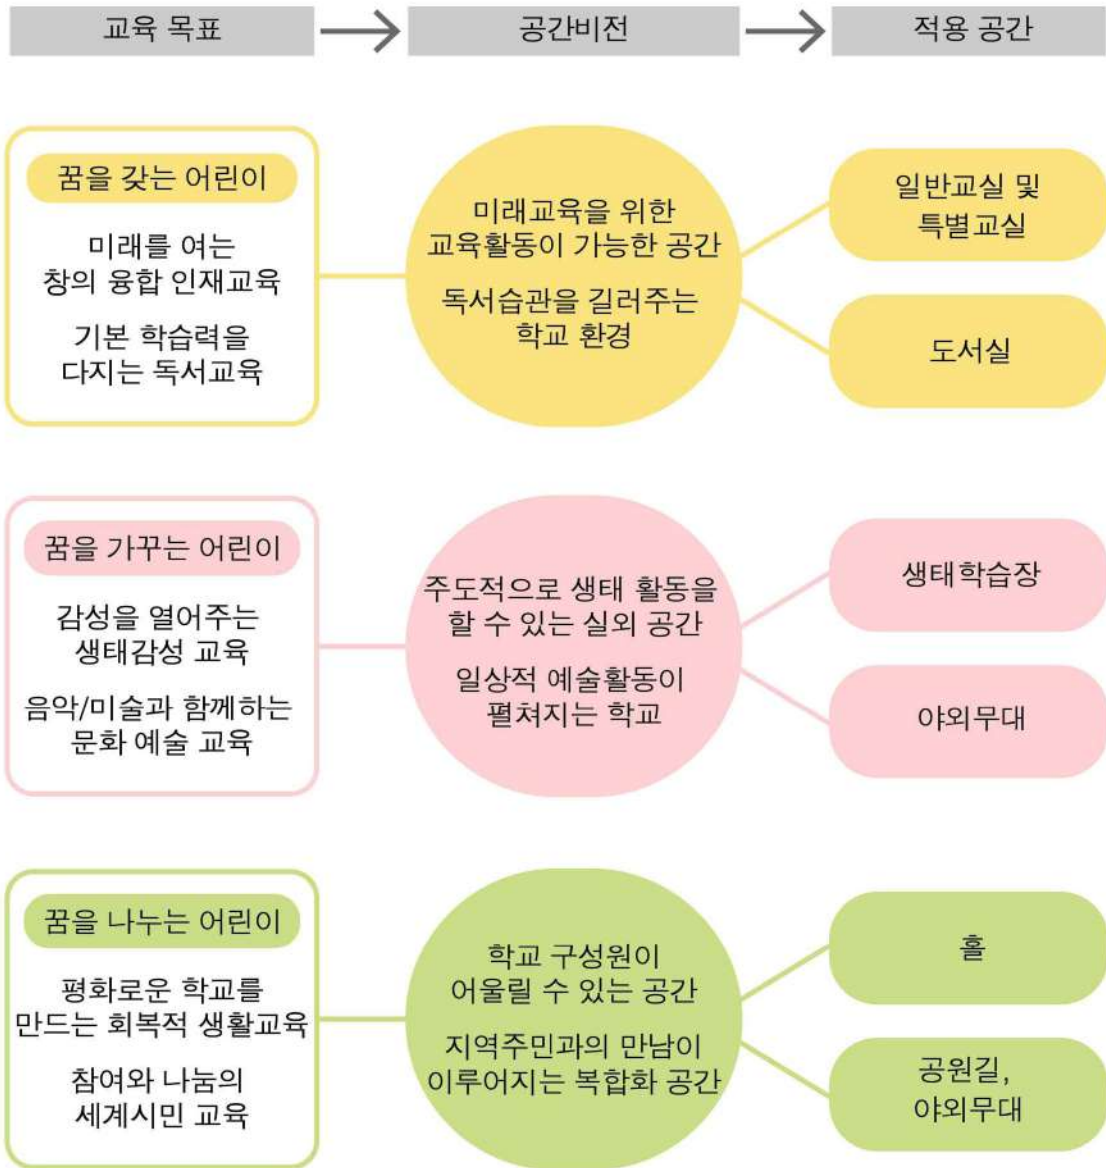 교육 목표
공간비전
적용 공간
꿈을 갖는 어린이
미래를 여는
창의 융합 인재교육
기본 학습력을
다지는 독서교육
미래교육을 위한
교육활동이 가능한 공간
독서습관을 길러주는
학교 환경
일반교실 및
특별교실
도서실
꿈을 가꾸는 어린이
감성을 열어주는
생태감성 교육
음악/미술과 함께하는
문화 예술 교육
주도적으로 생태 활동을
할 수 있는 실외 공간
일상적 예술활동이
펼쳐지는 학교
생태학습장
야외무대
꿈을 나누는 어린이
평화로운 학교를
만드는 회복적 생활교육
참여와 나눔의
세계시민 교육
학교 구성원이
어울릴 수 있는 공간
지역주민과의 만남이
이루어지는 복합화 공간
홀
공원길,
야외무대